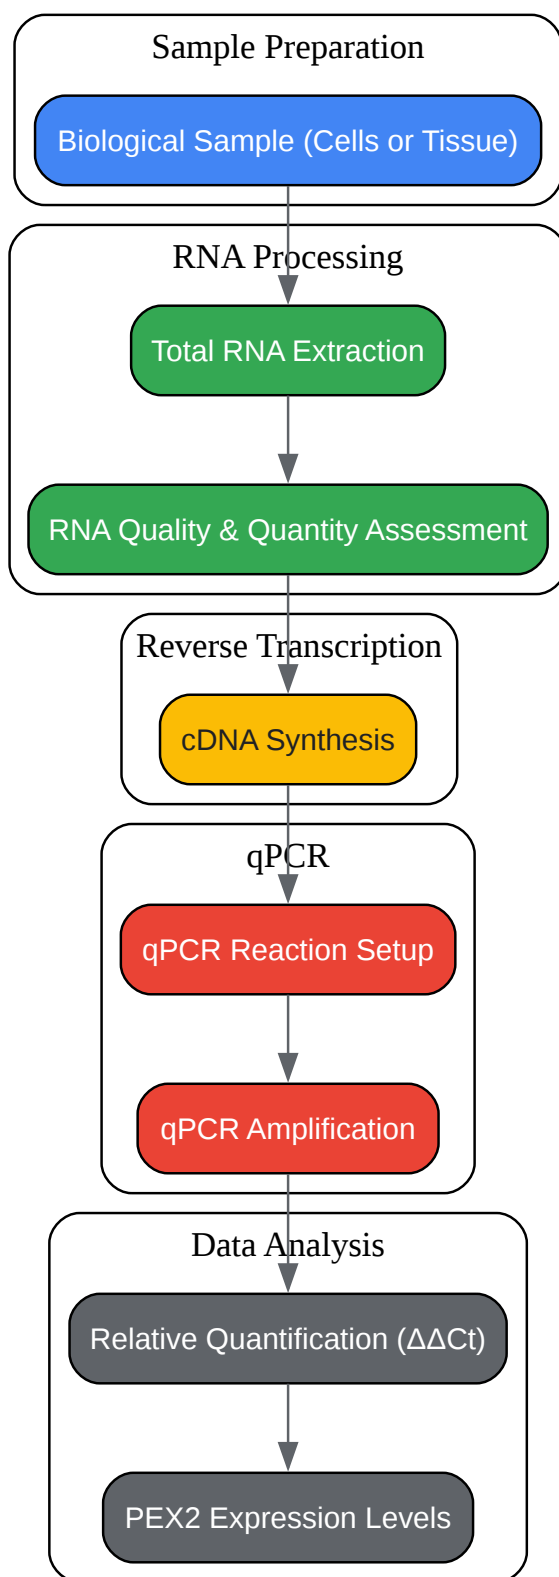 Sample Preparation
Biological Sample (Cells or Tissue)
RNA Processing
Total RNA Extraction
RNA Quality & Quantity Assessment
Reverse Transcription
cDNA Synthesis
qPCR
qPCR Reaction Setup
qPCR Amplification
Data Analysis
Relative Quantification (ΔΔCt)
PEX2 Expression Levels